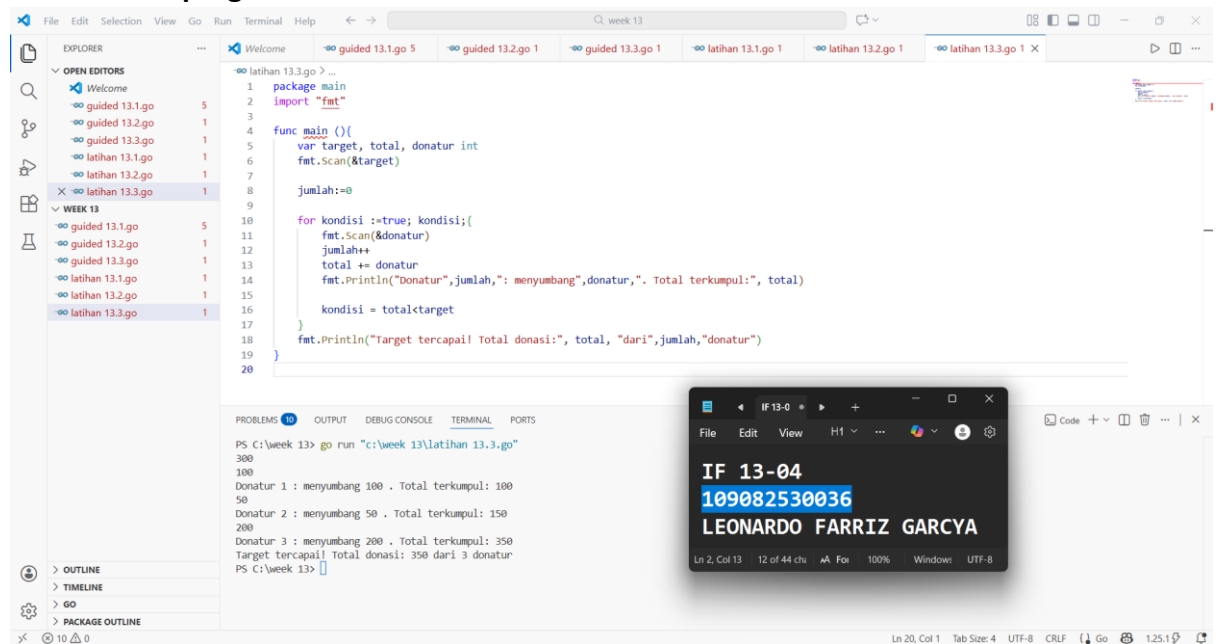 File Edit Selection View Go Run Terminal Help
week 13
EXPLORER
OPEN EDITORS
Welcome
guided 13.1.go 5
guided 13.2.go 1
guided 13.3.go 1
latihan 13.1.go 1
latihan 13.2.go 1
latihan 13.3.go 1
WEEK 13
guided 13.1.go 5
guided 13.2.go 1
guided 13.3.go 1
latihan 13.1.go 1
latihan 13.2.go 1
latihan 13.3.go 1
OUTLINE
TIMELINE
GO
PACKAGE OUTLINE
Welcome guided 13.1.go 5 guided 13.2.go 1 guided 13.3.go 1 latihan 13.1.go 1 latihan 13.2.go 1 latihan 13.3.go 1
latihan 13.3.go > ...
1 package main
2 import "fmt"
3
4 func main (){
5 var target, total, donatur int
6 fmt.Scan(&target)
7
8 jumlah:=0
9
10 for kondisi :=true; kondisi;{
11 fmt.Scan(&donatur)
12 jumlah++
13 total += donatur
14 fmt.Println("Donatur",jumlah,": menyumbang",donatur,". Total terkumpul:", total)
15
16 kondisi = total<target
17 }
18 fmt.Println("Target tercapai! Total donasi:", total, "dari",jumlah,"donatur")
19 }
20
PROBLEMS 10 OUTPUT DEBUG CONSOLE TERMINAL PORTS
Code
PS C:\week 13> go run "c:\week 13\latihan 13.3.go"
300
100
Donatur 1 : menyumbang 100 . Total terkumpul: 100
50
Donatur 2 : menyumbang 50 . Total terkumpul: 150
200
Donatur 3 : menyumbang 200 . Total terkumpul: 350
Target tercapai! Total donasi: 350 dari 3 donatur
PS C:\week 13>
IF 13-0
File Edit View H1
IF 13-04
109082530036
LEONARDO FARRIZ GARCYA
Ln 2, Col 13 12 of 44 cha For 100% Windows UTF-8
10 0
Ln 20, Col 1 Tab Size: 4 UTF-8 CRLF Go 1.25.1